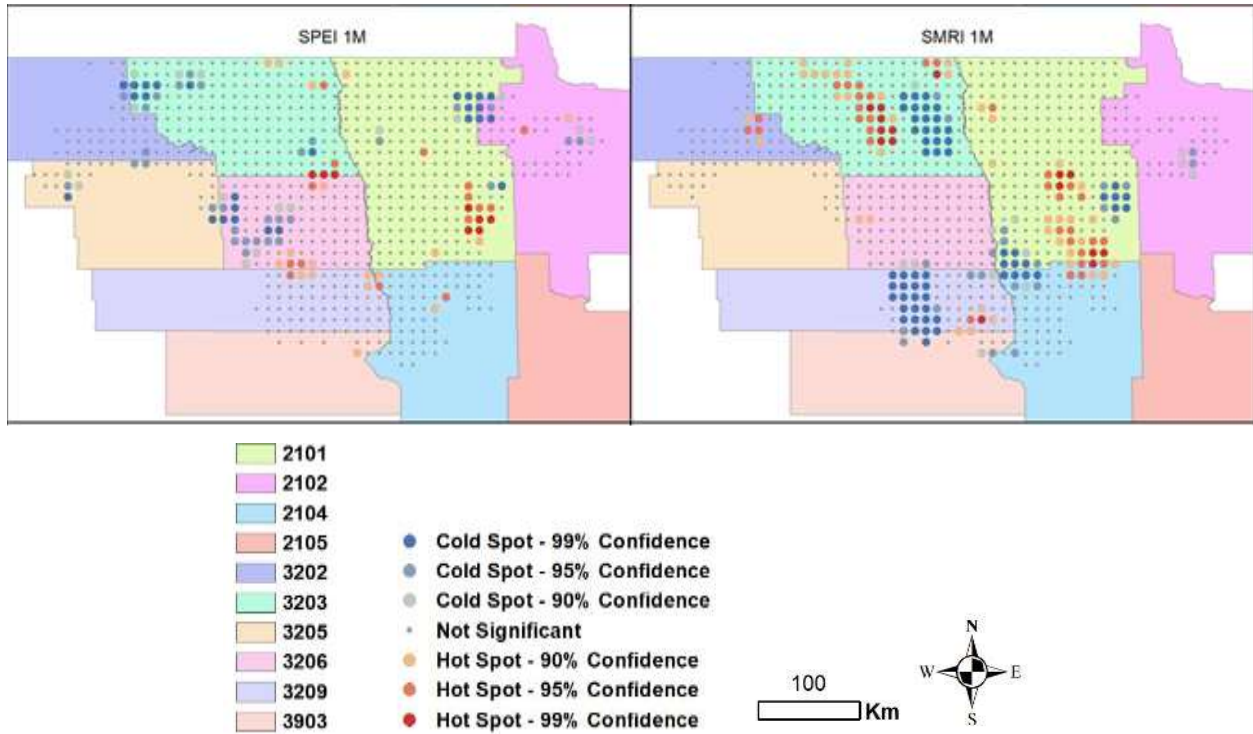 SPEI 1M
SMRI 1M
2101
2102
2104
2105
3202
3203
3205
3206
3209
3903
Cold Spot - 99% Confidence
Cold Spot - 95% Confidence
Cold Spot - 90% Confidence
Not Significant
Hot Spot - 90% Confidence
Hot Spot - 95% Confidence
Hot Spot - 99% Confidence
100
Km
N
W E
S